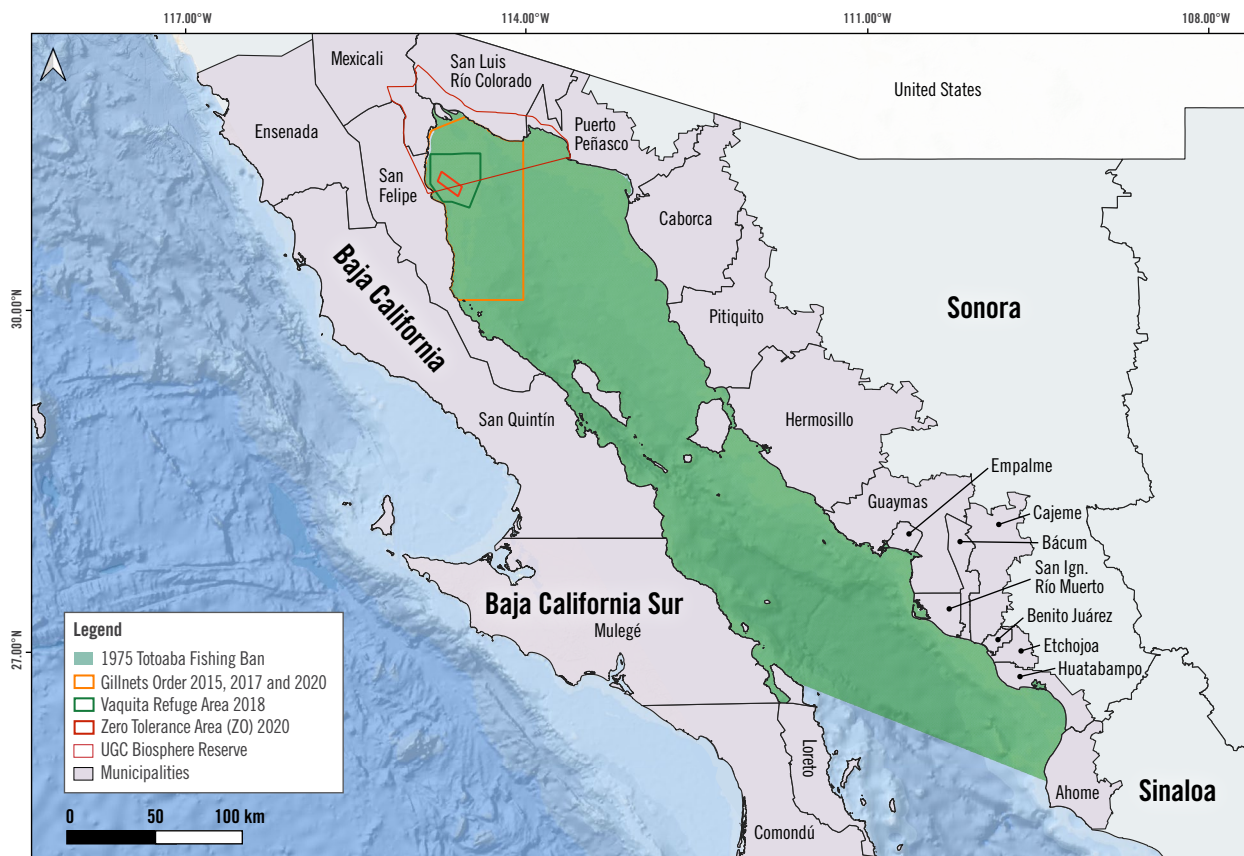 117.00°W
114.00°W
111.00°W
108.00°W
30.00°N
27.00°N
Mexicali
San Luis
Río Colorado
United States
Ensenada
Puerto
Peñasco
San
Felipe
Caborca
Baja California
Pitiquito
Sonora
San Quintín
Hermosillo
Empalme
Guaymas
Cajeme
Bácum
San Ign.
Río Muerto
Baja California Sur
Mulegé
Benito Juárez
Etchojoa
Huatabampo
Loreto
Ahome
Sinaloa
Comondú
Legend
1975 Totoaba Fishing Ban
Gillnets Order 2015, 2017 and 2020
Vaquita Refuge Area 2018
Zero Tolerance Area (ZO) 2020
UGC Biosphere Reserve
Municipalities
0 50 100 km